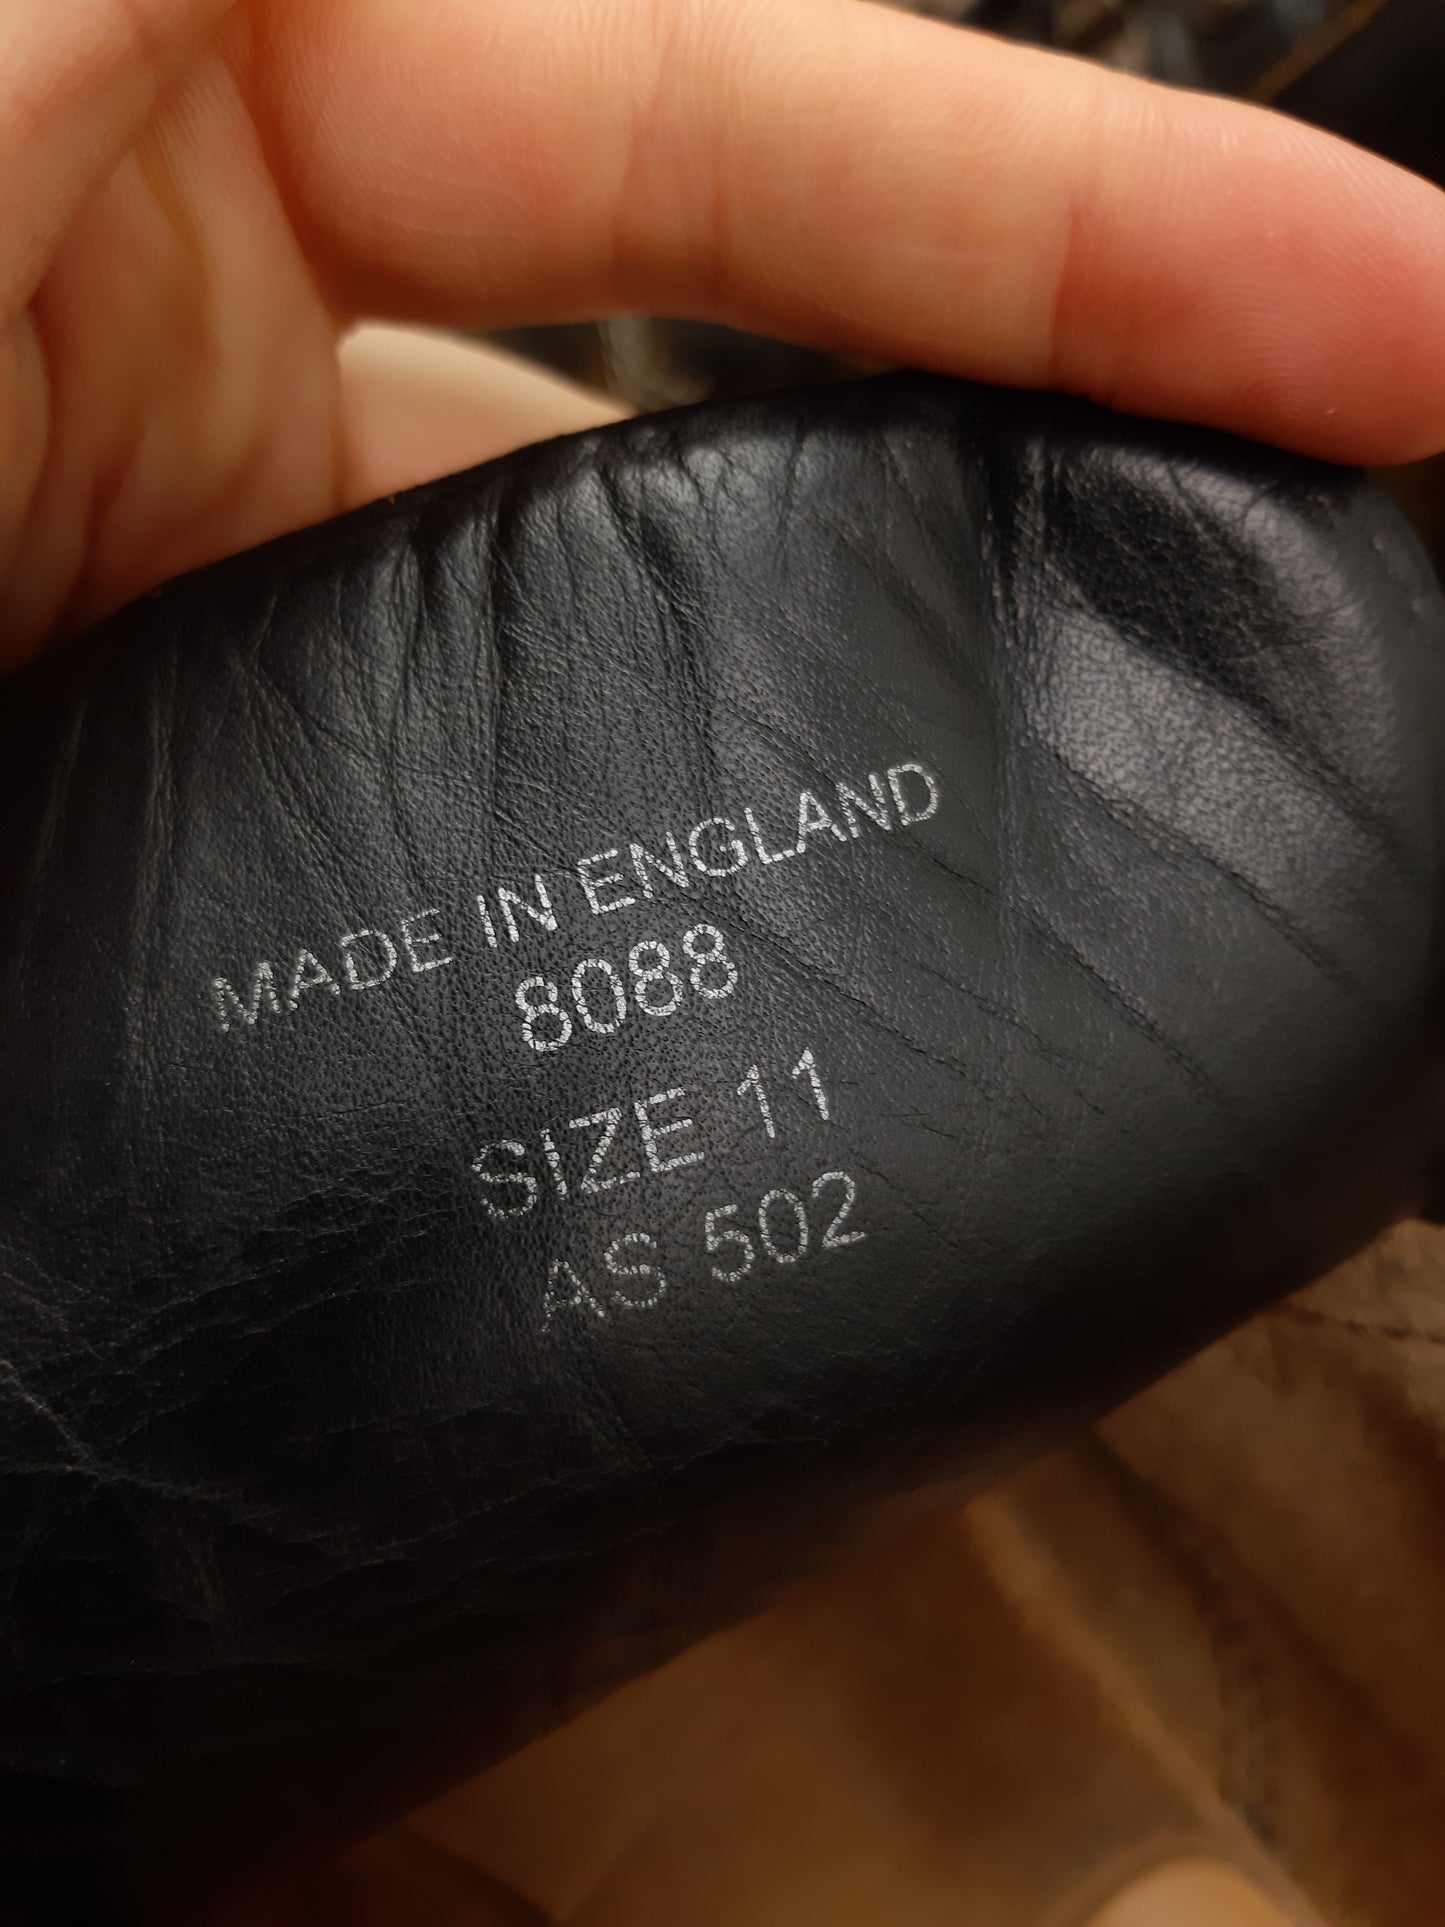 MADE IN ENGLAND
8088
SIZE 11
AS 502